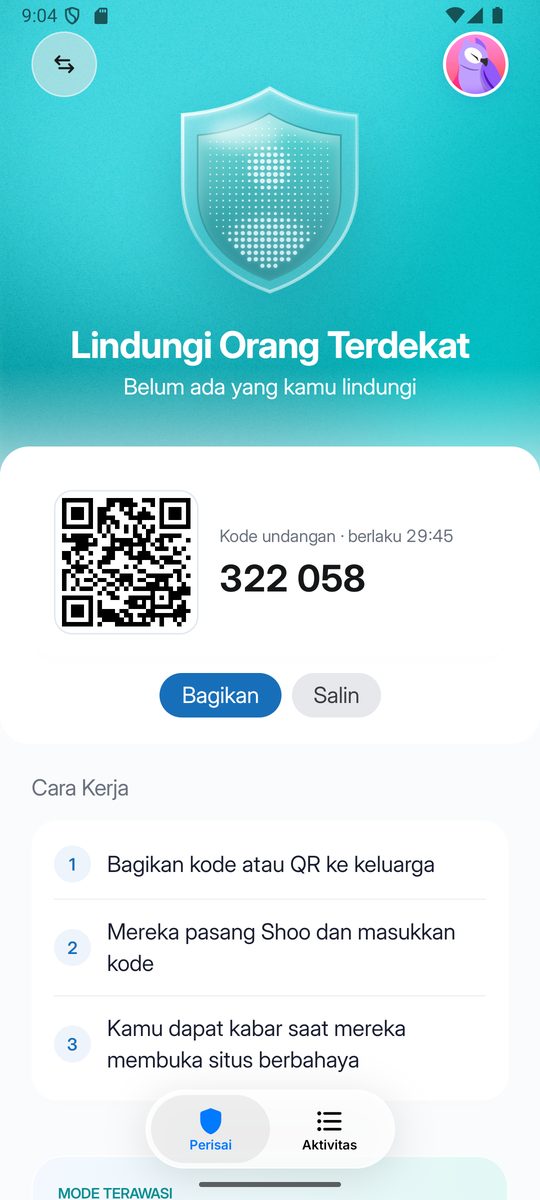 9:04
Lindungi Orang Terdekat
Belum ada yang kamu lindungi
Kode undangan · berlaku 29:45
322 058
Bagikan
Salin
Cara Kerja
1
Bagikan kode atau QR ke keluarga
2
Mereka pasang Shoo dan masukkan
kode
3
Kamu dapat kabar saat mereka
membuka situs berbahaya
Perisai
Aktivitas
MODE TERAWASI